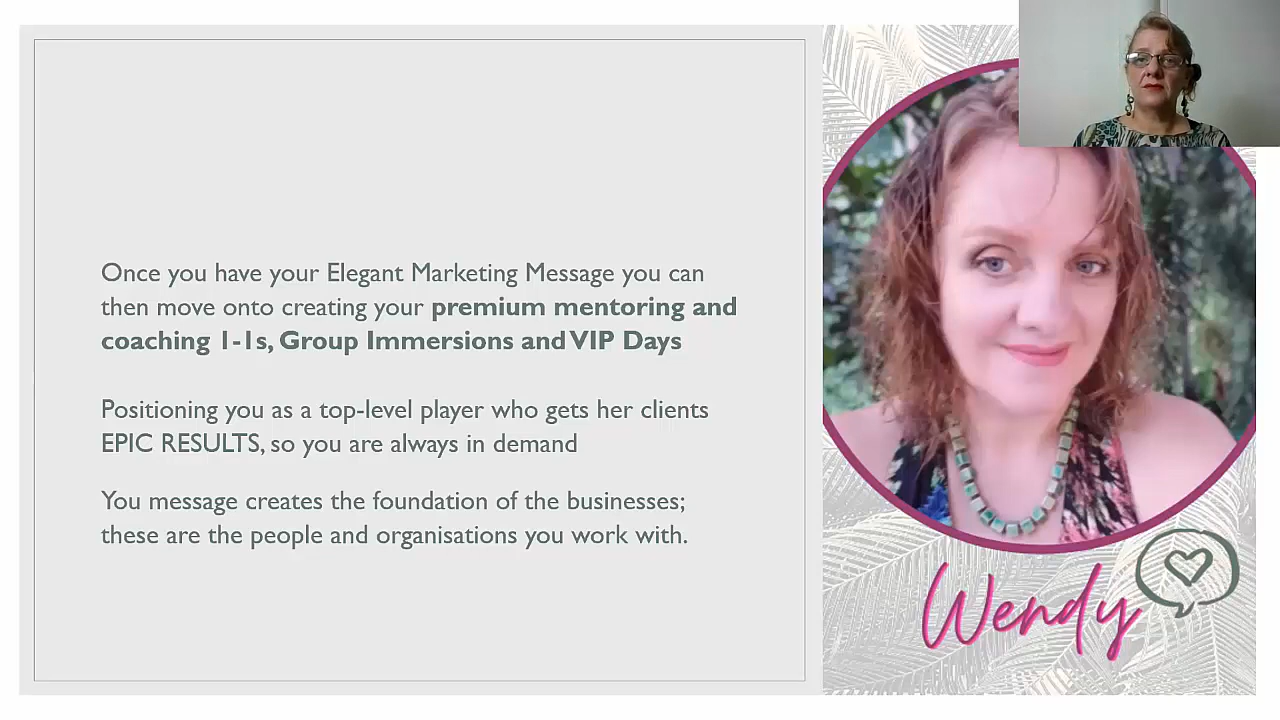 Once you have your Elegant Marketing Message you can
then move onto creating your premium mentoring and
coaching 1-1s, Group Immersions and VIP Days
Positioning you as a top-level player who gets her clients
EPIC RESULTS, so you are always in demand
You message creates the foundation of the businesses;
these are the people and organisations you work with.
Wendy